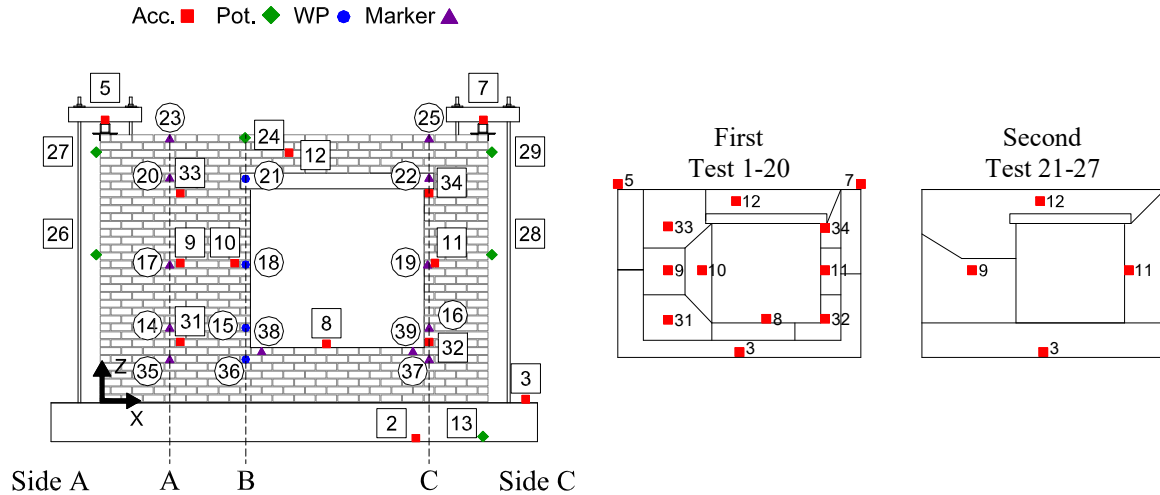 Acc. Pot. WP Marker
5 7
23 25
24
27 12 29
20 33 21 22 34
26 9 10 11 28
17 18 19
14 31 15 38 8 39 16
32
35 36 37
Z
X
3
2 13
Side A A B C Side C
First
Test 1-20
5 7
12
33 34
9 10 11
31 8 32
3
Second
Test 21-27
12
9 11
3